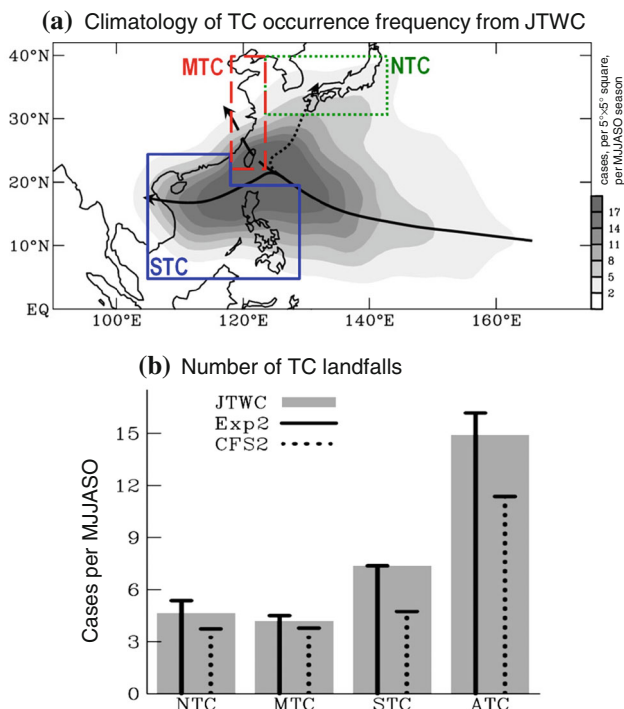 (a) Climatology of TC occurrence frequency from JTWC
40°N
30°N
20°N
10°N
EQ
100°E
120°E
140°E
160°E
MTC
NTC
STC
cases, per 5°×5° square,
per MJJASO season
17
14
11
8
5
2
(b) Number of TC landfalls
JTWC
Exp2
CFS2
Cases per MJJASO
15
12
9
6
3
0
NTC
MTC
STC
ATC